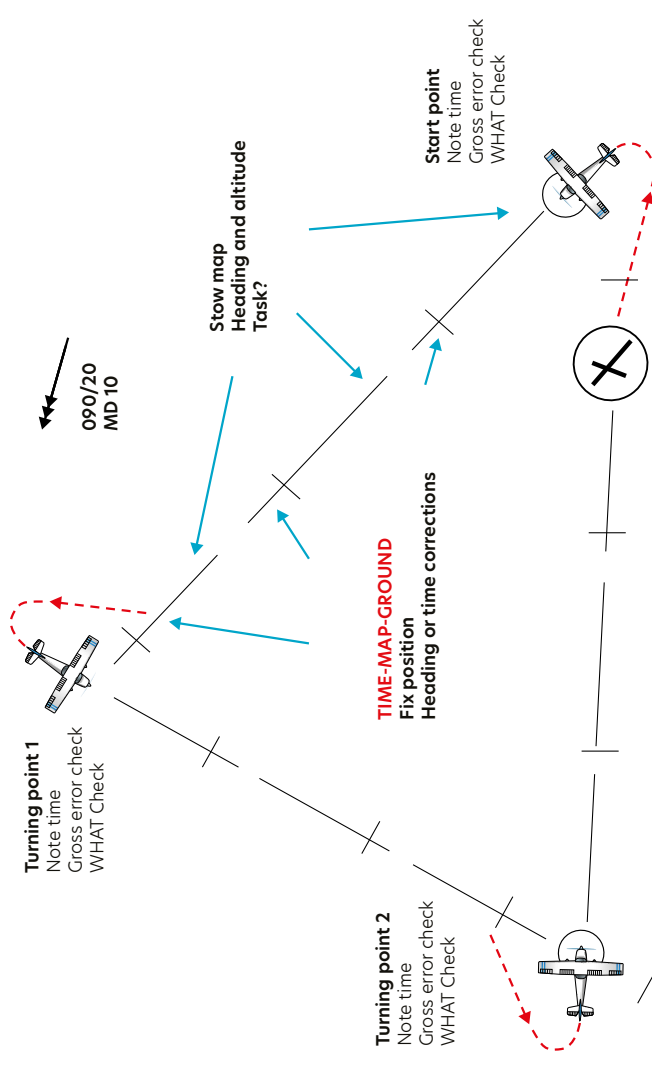 Start point
Note time
Gross error check
WHAT Check
Stow map
Heading and altitude
Task?
090/20
MD 10
TIME-MAP-GROUND
Fix position
Heading or time corrections
Turning point 1
Note time
Gross error check
WHAT Check
Turning point 2
Note time
Gross error check
WHAT Check